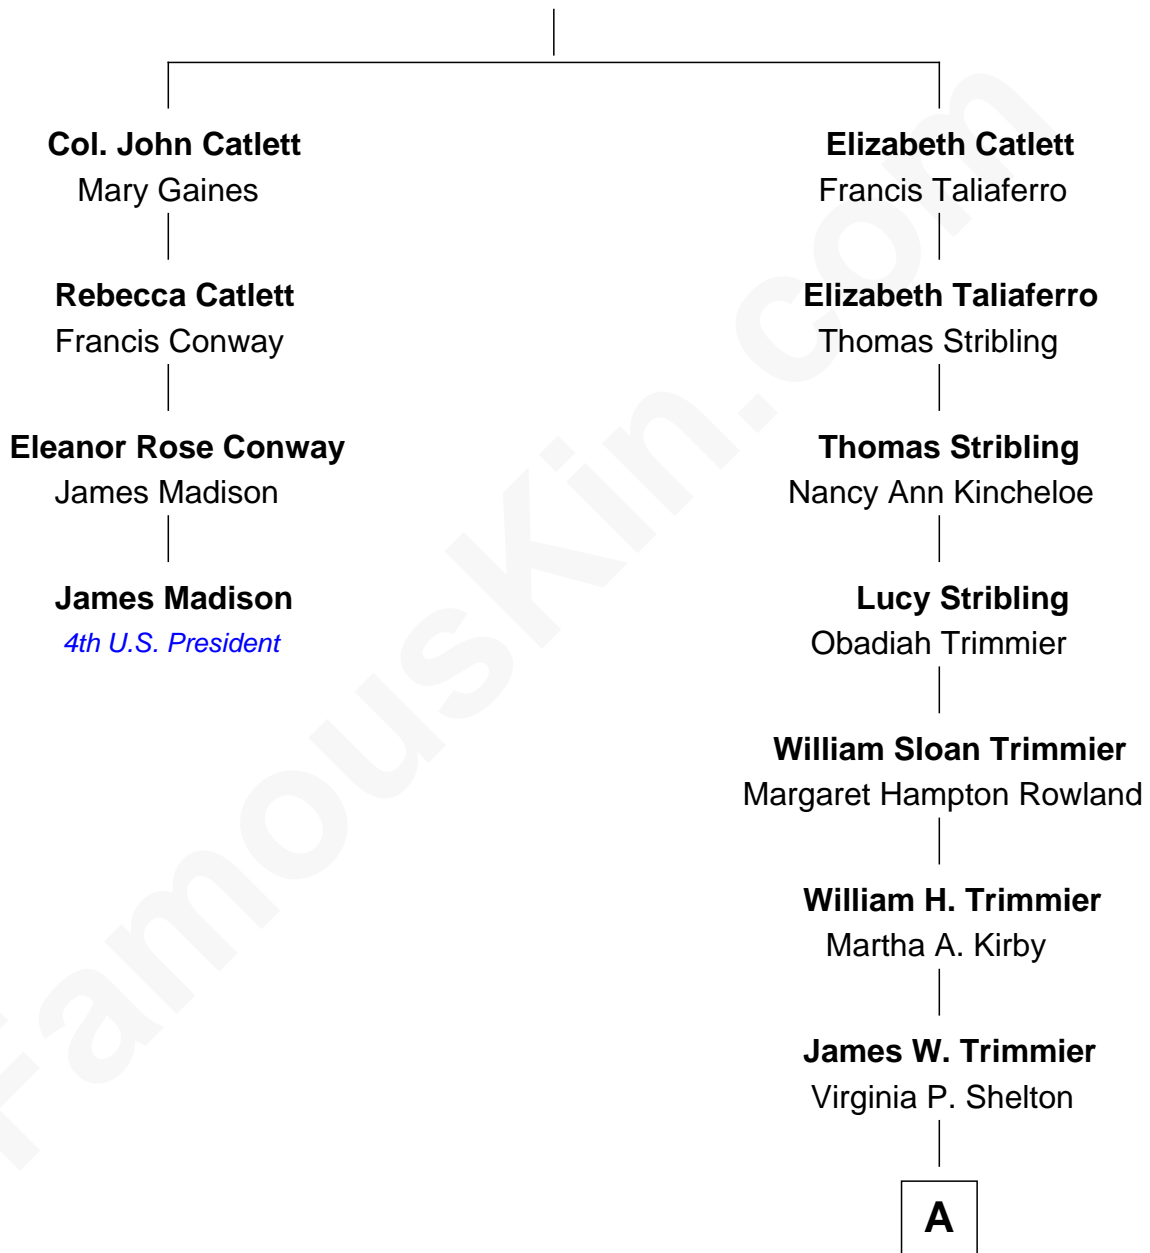 Col. John Catlett
Mary Gaines
Rebecca Catlett
Francis Conway
Eleanor Rose Conway
James Madison
James Madison
4th U.S. President
Elizabeth Catlett
Francis Taliaferro
Elizabeth Taliaferro
Thomas Stribling
Thomas Stribling
Nancy Ann Kincheloe
Lucy Stribling
Obadiah Trimmier
William Sloan Trimmier
Margaret Hampton Rowland
William H. Trimmier
Martha A. Kirby
James W. Trimmier
Virginia P. Shelton
A
FamousKin.com